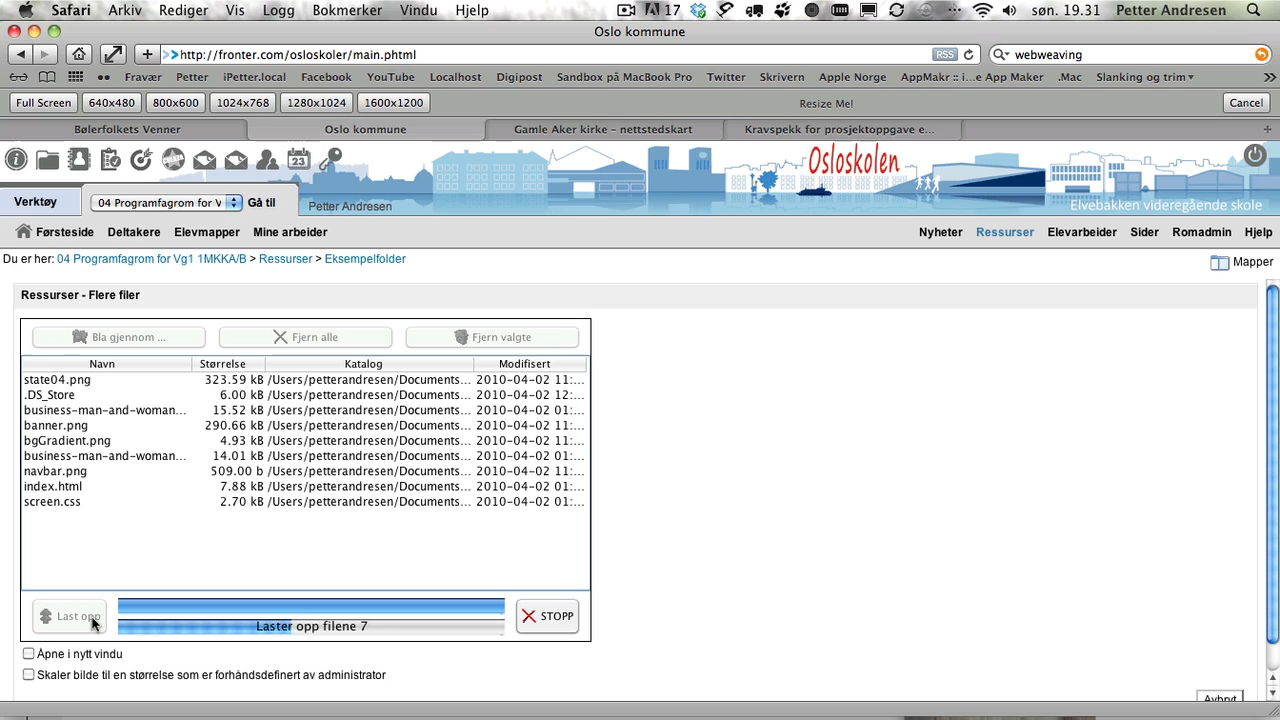 Safari Arkiv Rediger Vis Logg Bokmerker Vindu Hjelp 17 søn. 19.31 Petter Andresen
Oslo kommune
http://fronter.com/osloskoler/main.phtml RSS webweaving
Fravær Petter iPetter.local Facebook YouTube Localhost Digipost Sandbox på MacBook Pro Twitter Skivern Apple Norge AppMakr :: i...e App Maker .Mac Slanking og trim
Full Screen 640x480 800x600 1024x768 1280x1024 1600x1200 Resize Me! Cancel
Bølerfolkets Venner Oslo kommune Gamle Aker kirke – nettstedskart Kravspekk for prosjektoppgave e...
Osloskolen
Verktøy 04 Programfagrom for V Gå til Petter Andresen Elvebakken videregående skole
Førsteside Deltakere Elevmapper Mine arbeider Nyheter Ressurser Elevarbeider Sider Romadmin Hjelp
Du er her: 04 Programfagrom for Vg1 1MKKA/B > Ressurser > Eksempelfolder Mapper
Ressurser - Flere filer
Bla gjennom ... Fjern alle Fjern valgte
Navn Størrelse Katalog Modifisert
state04.png 323.59 kB /Users/petterandresen/Documents... 2010-04-02 11:...
.DS_Store 6.00 kB /Users/petterandresen/Documents... 2010-04-02 12:...
business-man-and-woman... 15.52 kB /Users/petterandresen/Documents... 2010-04-02 01:...
banner.png 290.66 kB /Users/petterandresen/Documents... 2010-04-02 11:...
bgGradient.png 4.93 kB /Users/petterandresen/Documents... 2010-04-02 11:...
business-man-and-woman... 14.01 kB /Users/petterandresen/Documents... 2010-04-02 01:...
navbar.png 509.00 b /Users/petterandresen/Documents... 2010-04-02 11:...
index.html 7.88 kB /Users/petterandresen/Documents... 2010-04-02 01:...
screen.css 2.70 kB /Users/petterandresen/Documents... 2010-04-02 01:...
Last opp Laster opp filene 7 STOPP
Åpne i nytt vindu
Skaler bilde til en størrelse som er forhåndsdefinert av administrator
Avbryt